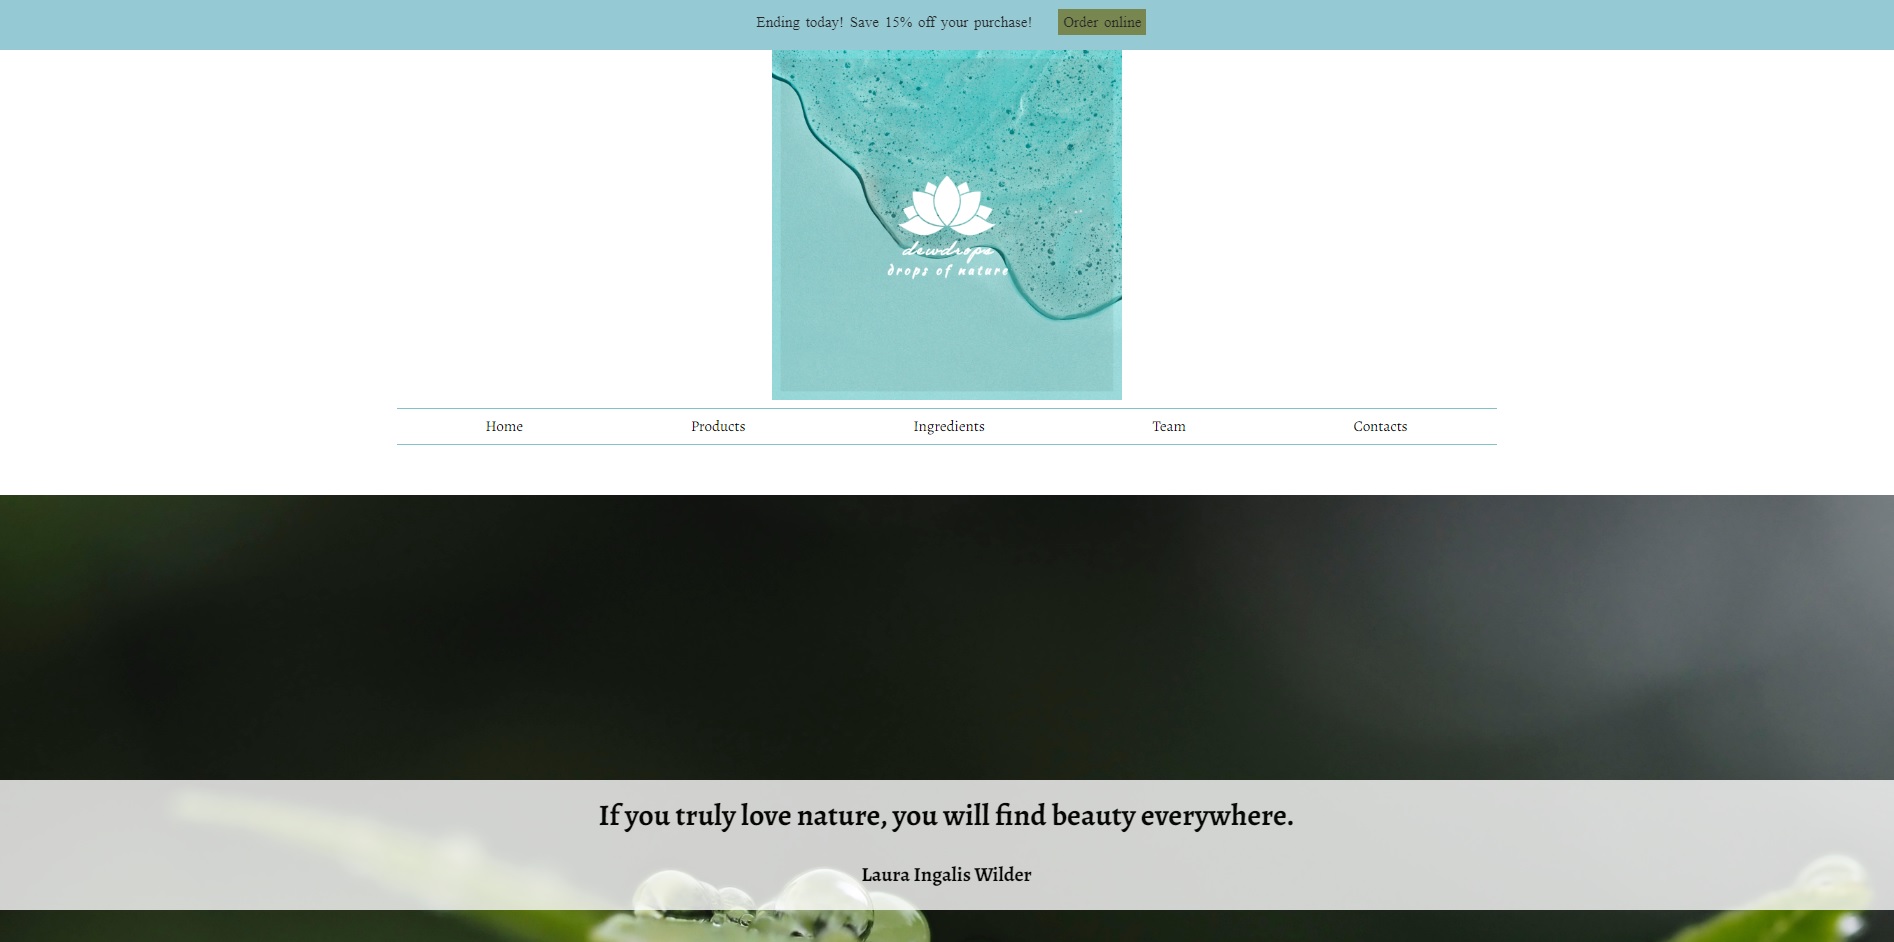 Ending today! Save 15% off your purchase! Order online
dewdrops
drops of nature
Home Products Ingredients Team Contacts
If you truly love nature, you will find beauty everywhere.
Laura Ingalis Wilder